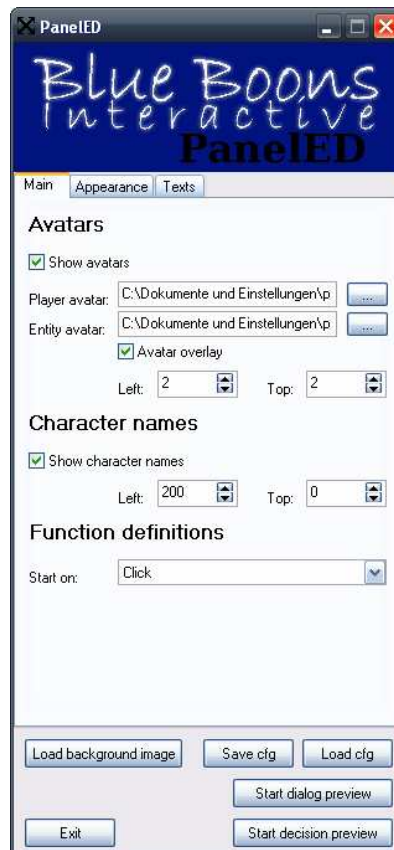 PanelED
Blue Boons
Interactive
PanelED
Main Appearance Texts
Avatars
Show avatars
Player avatar: C:\Dokumente und Einstellungen\p ...
Entity avatar: C:\Dokumente und Einstellungen\p ...
Avatar overlay
Left: 2 Top: 2
Character names
Show character names
Left: 200 Top: 0
Function definitions
Start on: Click
Load background image Save cfg Load cfg
Start dialog preview
Exit Start decision preview